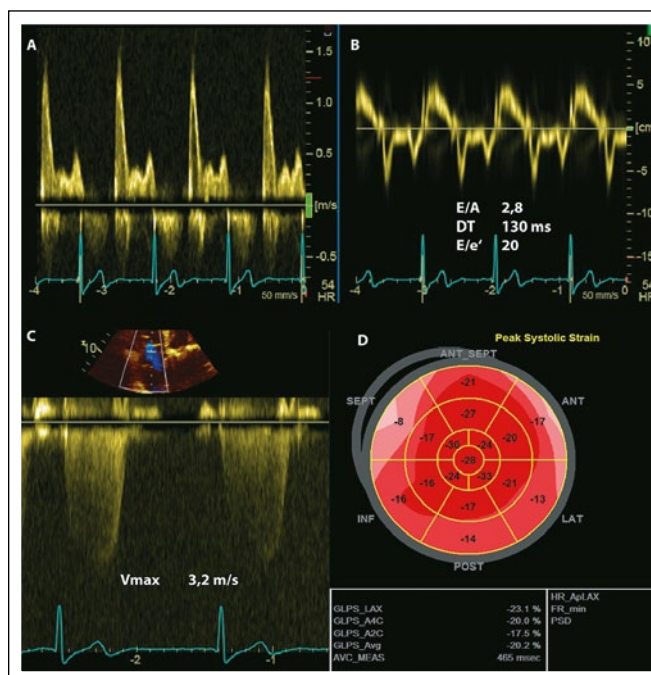 A
1.5
1.0
0.5
[m/s]
-0.5
-4
-3
-2
-1
50 mm/s
54
HR
B
10
5
[cm
-5
-10
-15
E/A 2,8
DT 130 ms
E/e‘ 20
-4
-3
-2
-1
0
50 mm/s
54
HR
C
x
10
Vmax 3,2 m/s
-2
-1
D
Peak Systolic Strain
ANT_SEPT
SEPT
ANT
-21
-8
-27
-17
-17
-30
-24
-20
-28
-16
-16
-24
-33
-21
-13
-17
-14
INF
LAT
POST
GLPS_LAX -23.1 %
GLPS_A4C -20.0 %
GLPS_A2C -17.5 %
GLPS_Avg -20.2 %
AVC_MEAS 465 msec
HR_ApLAX
FR_min
PSD